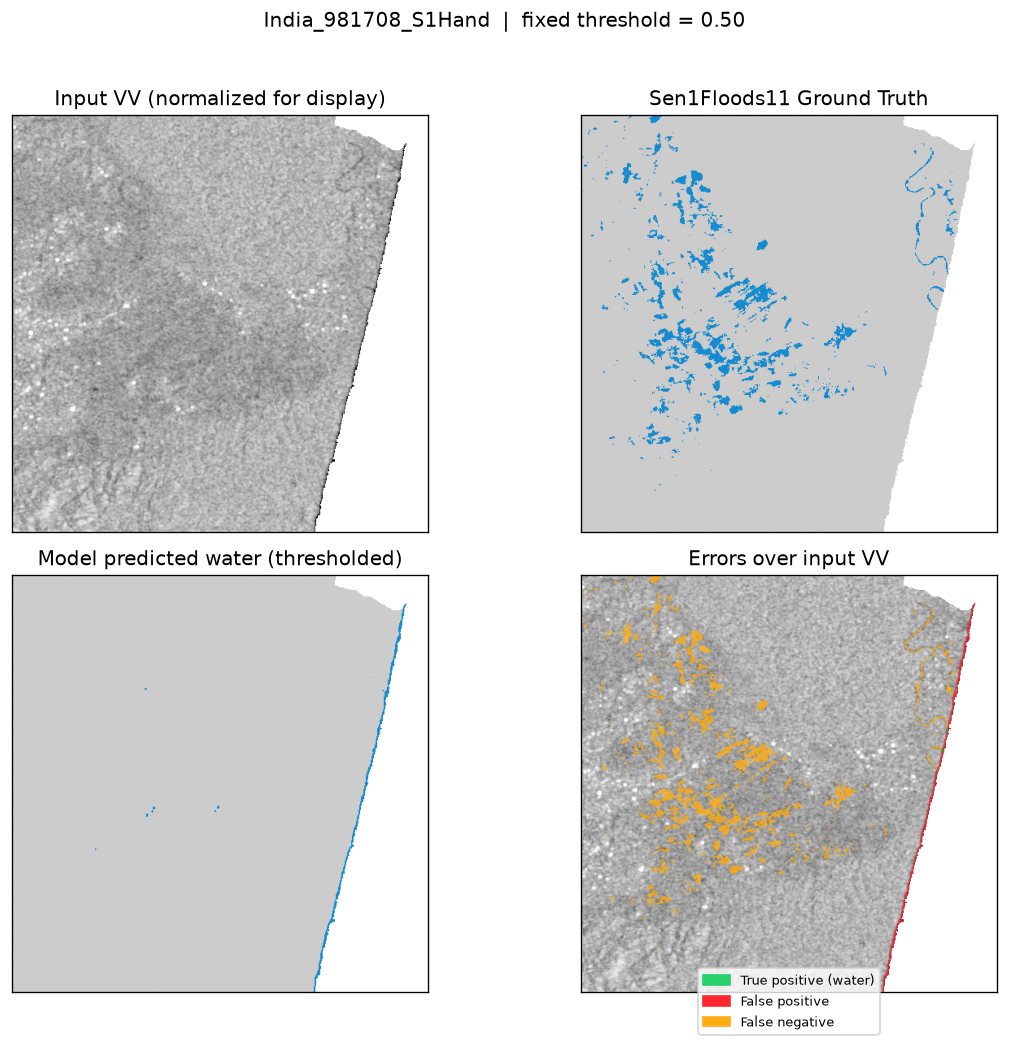 India_981708_S1Hand | fixed threshold = 0.50
Input VV (normalized for display)
Sen1Floods11 Ground Truth
Model predicted water (thresholded)
Errors over input VV
True positive (water)
False positive
False negative